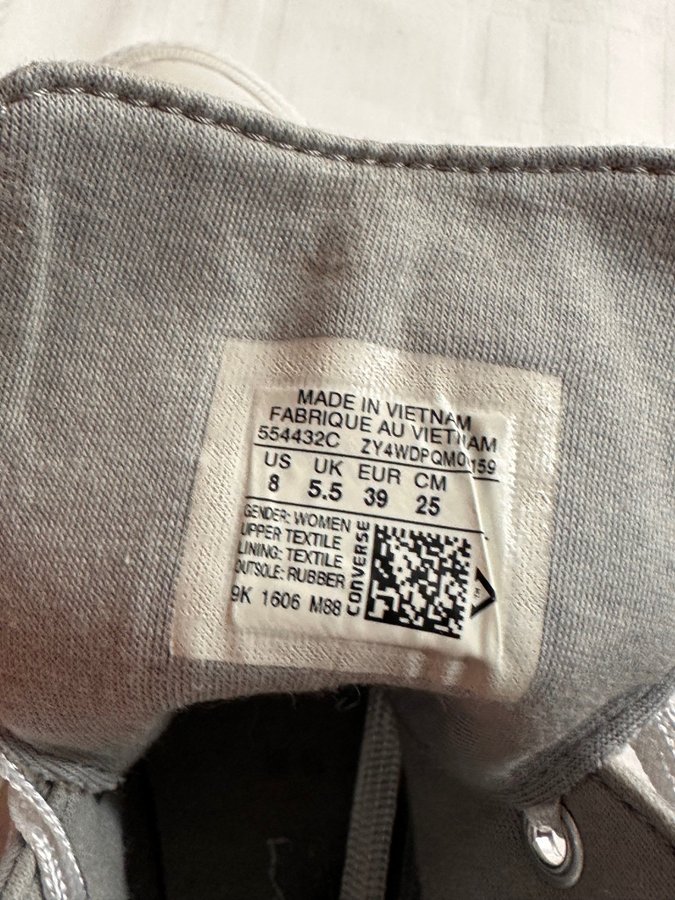 MADE IN VIETNAM
FABRIQUE AU VIETNAM
554432C ZY4WDPQM0159
US UK EUR CM
8 5.5 39 25
GENDER: WOMEN
UPPER TEXTILE
LINING: TEXTILE
OUTSOLE: RUBBER
9K 1606 M88
CONVERSE